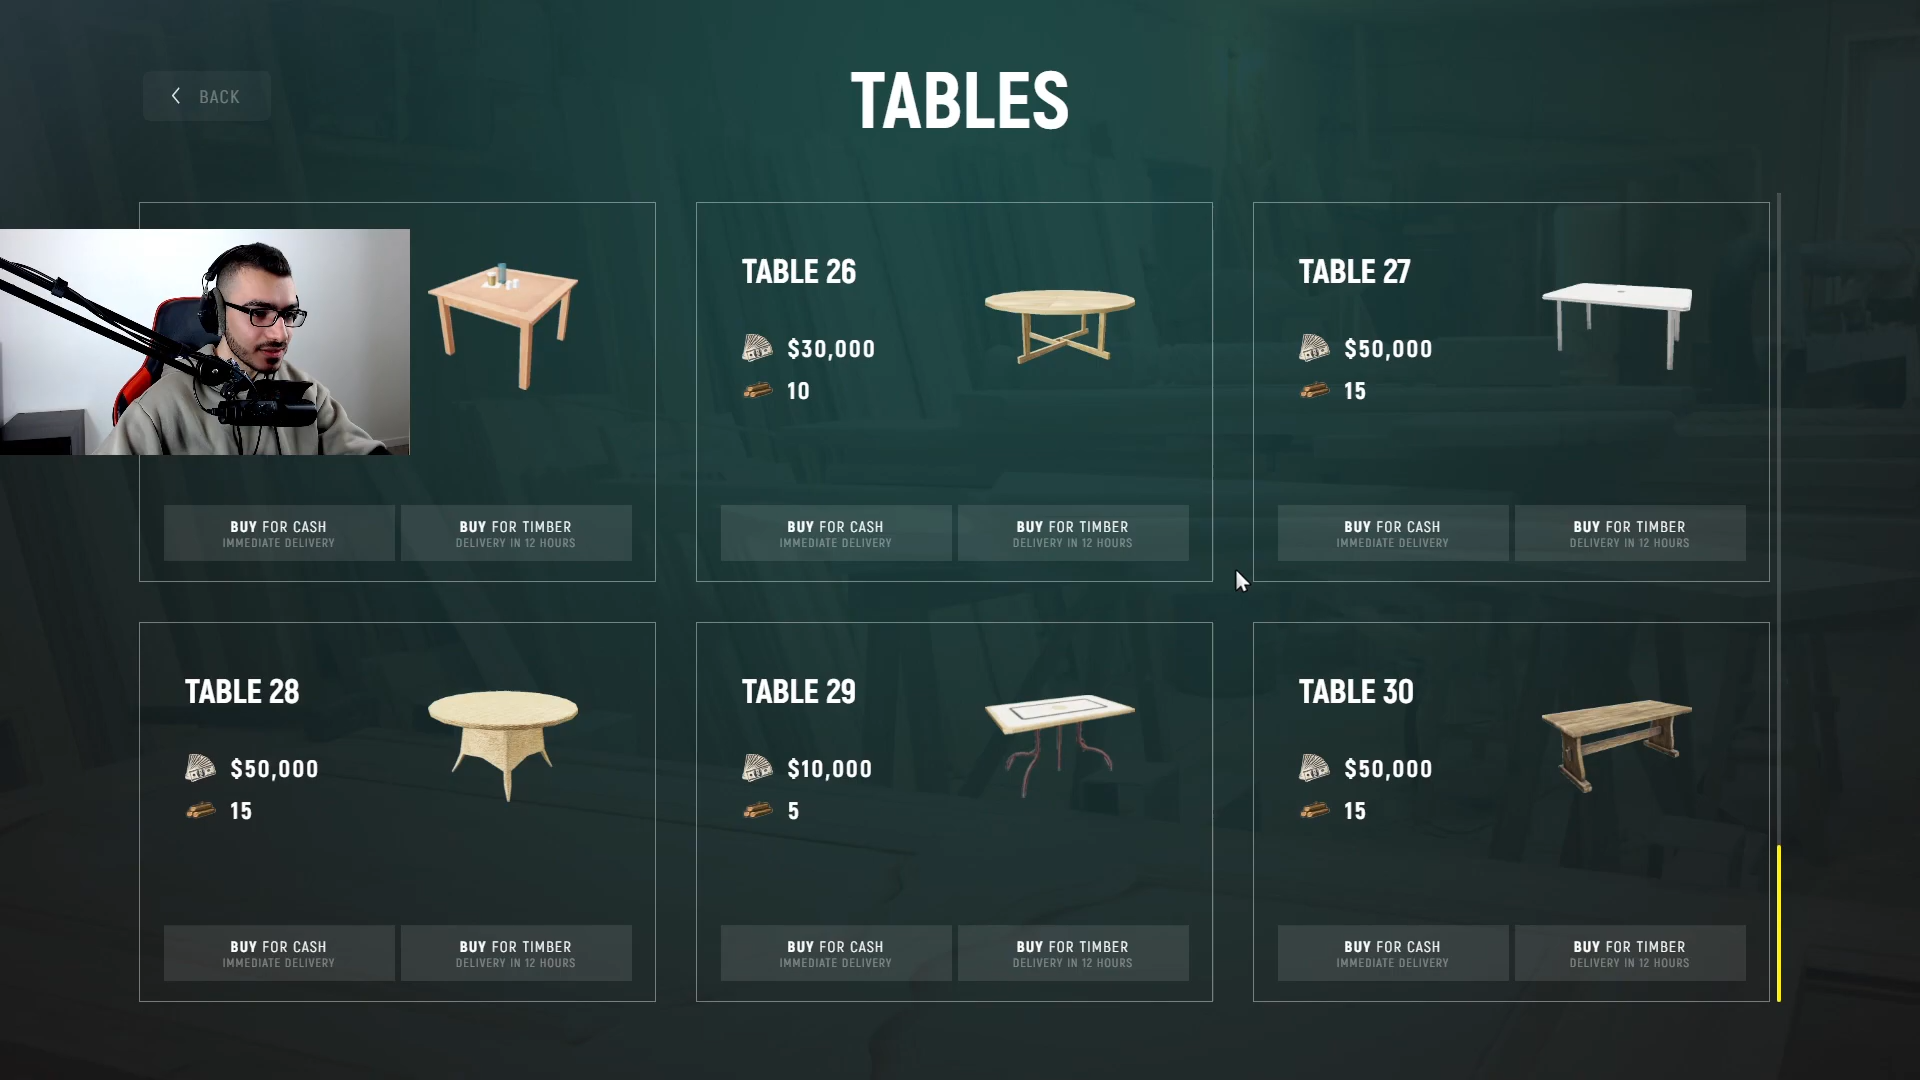 BACK
TABLES
BUY FOR CASH
IMMEDIATE DELIVERY
BUY FOR TIMBER
DELIVERY IN 12 HOURS
TABLE 26
$30,000
10
BUY FOR CASH
IMMEDIATE DELIVERY
BUY FOR TIMBER
DELIVERY IN 12 HOURS
TABLE 27
$50,000
15
BUY FOR CASH
IMMEDIATE DELIVERY
BUY FOR TIMBER
DELIVERY IN 12 HOURS
TABLE 28
$50,000
15
BUY FOR CASH
IMMEDIATE DELIVERY
BUY FOR TIMBER
DELIVERY IN 12 HOURS
TABLE 29
$10,000
5
BUY FOR CASH
IMMEDIATE DELIVERY
BUY FOR TIMBER
DELIVERY IN 12 HOURS
TABLE 30
$50,000
15
BUY FOR CASH
IMMEDIATE DELIVERY
BUY FOR TIMBER
DELIVERY IN 12 HOURS